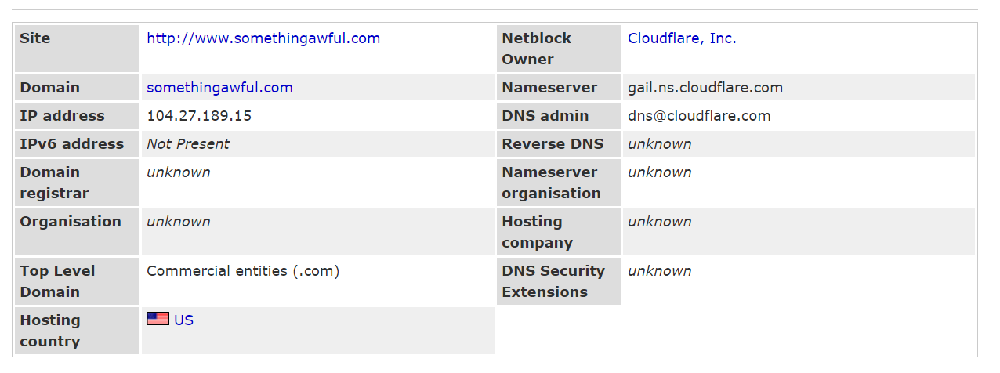 Site http://www.somethingawful.com Netblock Owner Cloudflare, Inc.
Domain somethingawful.com Nameserver gail.ns.cloudflare.com
IP address 104.27.189.15 DNS admin dns@cloudflare.com
IPv6 address Not Present Reverse DNS unknown
Domain registrar unknown Nameserver organisation unknown
Organisation unknown Hosting company unknown
Top Level Domain Commercial entities (.com) DNS Security Extensions unknown
Hosting country US